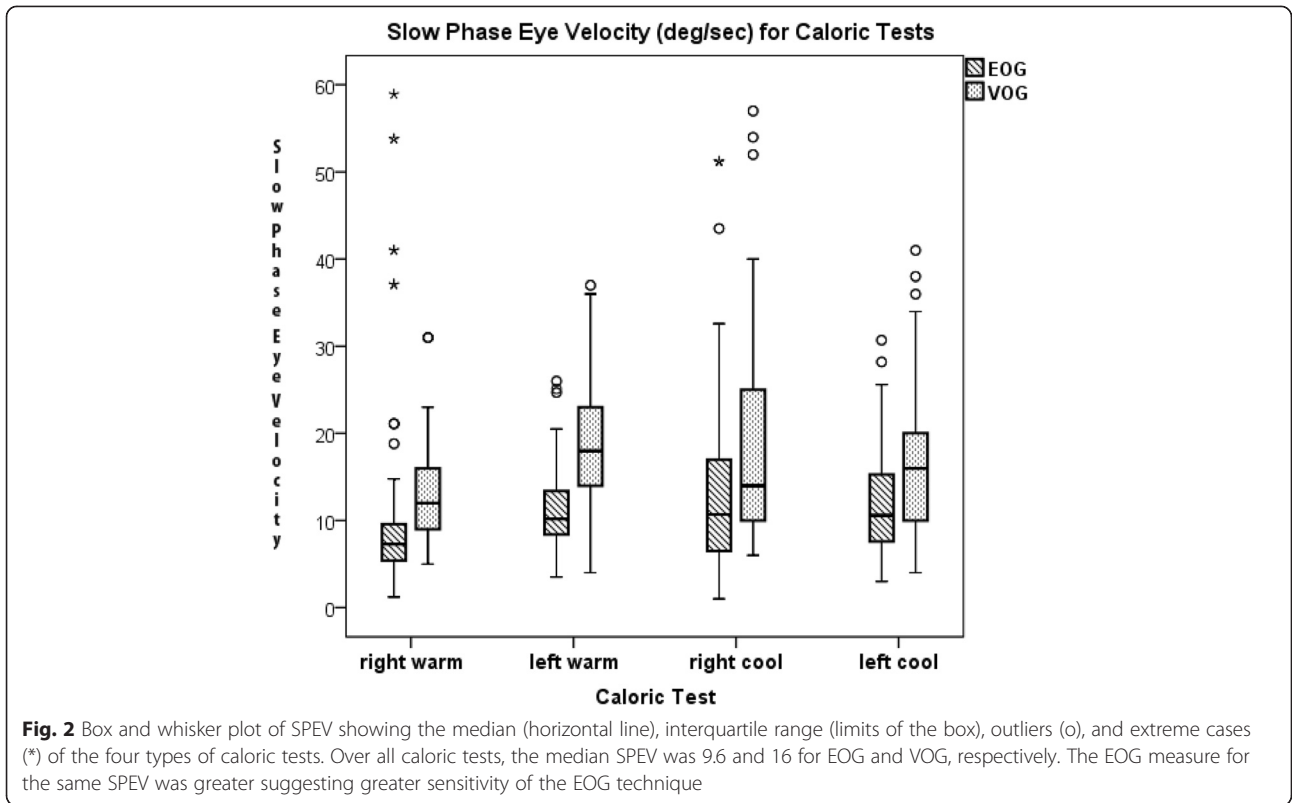 Slow Phase Eye Velocity (deg/sec) for Caloric Tests
EOG
VOG
Slow Phase Eye Velocity
60
50
40
30
20
10
0
right warm left warm right cool left cool
Caloric Test
Fig. 2 Box and whisker plot of SPEV showing the median (horizontal line), interquartile range (limits of the box), outliers (o), and extreme cases
(*) of the four types of caloric tests. Over all caloric tests, the median SPEV was 9.6 and 16 for EOG and VOG, respectively. The EOG measure for
the same SPEV was greater suggesting greater sensitivity of the EOG technique